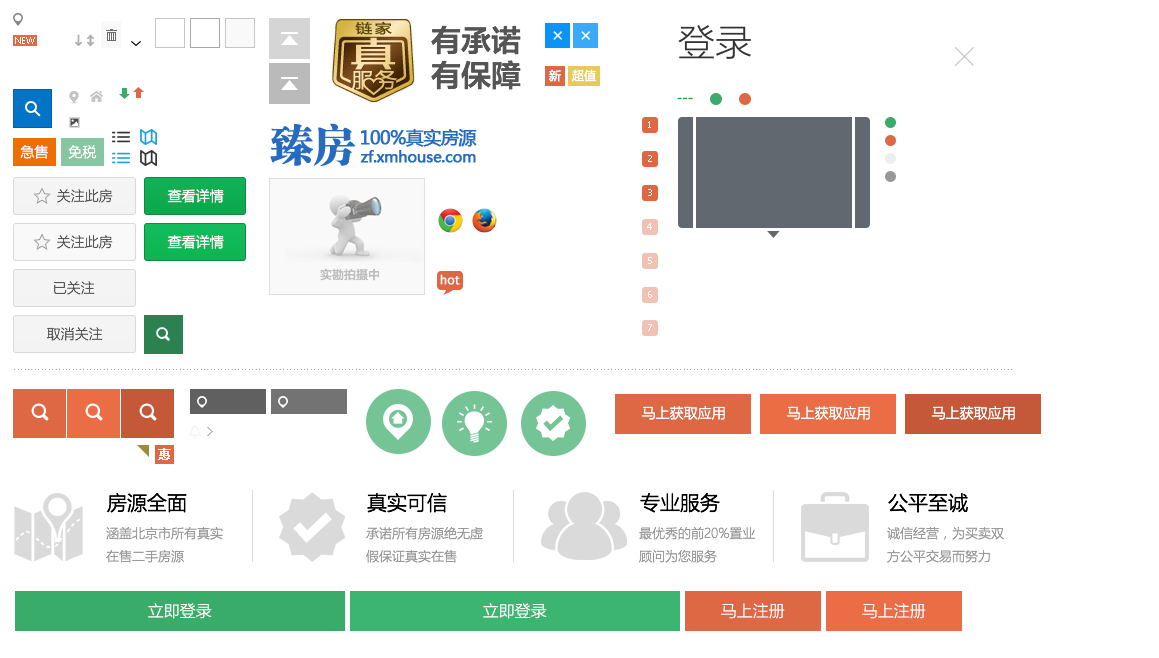 NEW
链家
真
服务
有承诺
有保障
新
超值
登录
急售
免税
臻房
100%真实房源
zf.xmhouse.com
1
2
3
4
5
6
7
关注此房
查看详情
关注此房
查看详情
已关注
取消关注
实勘拍摄中
hot
惠
马上获取应用
马上获取应用
马上获取应用
房源全面
涵盖北京市所有真实
在售二手房源
真实可信
承诺所有房源绝无虚
假保证真实在售
专业服务
最优秀的前20%置业
顾问为您服务
公平至诚
诚信经营，为买卖双
方公平交易而努力
立即登录
立即登录
马上注册
马上注册